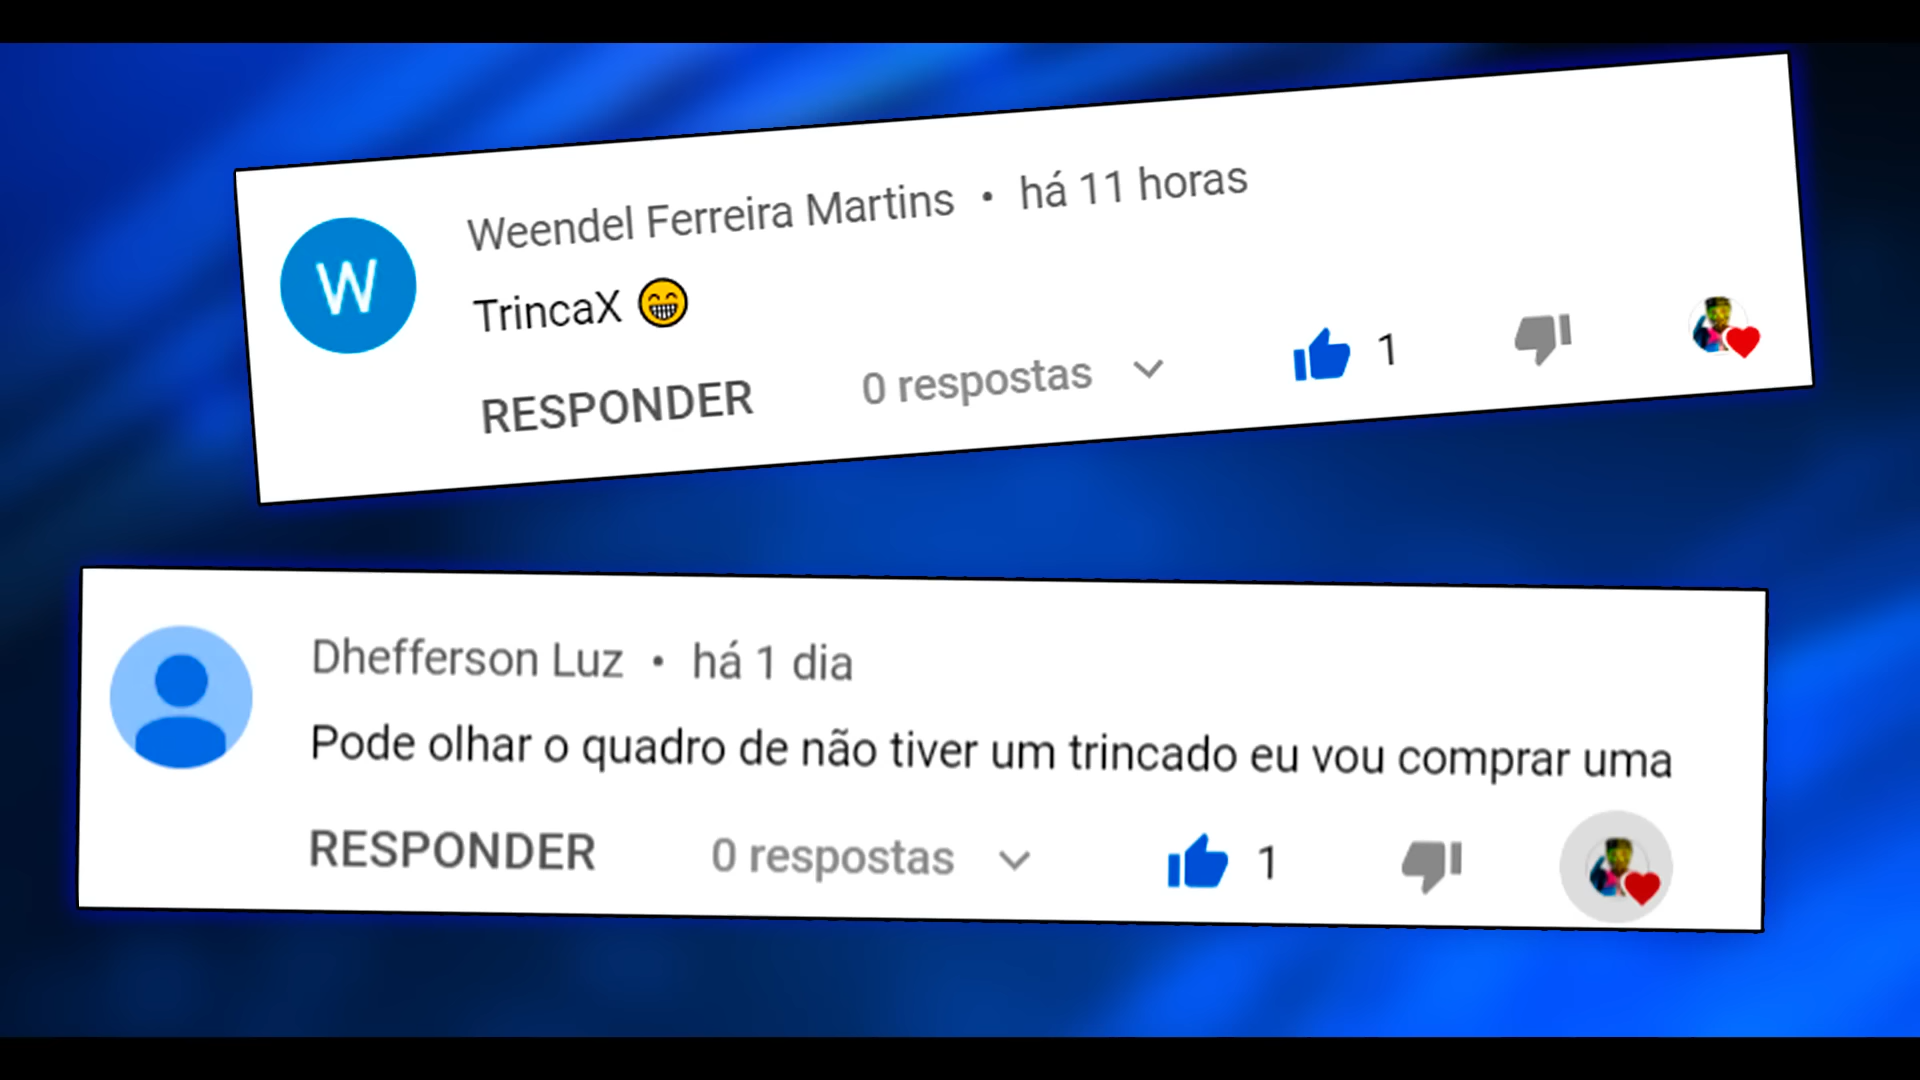 W
Weendel Ferreira Martins • há 11 horas
TrincaX 😁
RESPONDER 0 respostas 1
Dhefferson Luz • há 1 dia
Pode olhar o quadro de não tiver um trincado eu vou comprar uma
RESPONDER 0 respostas 1